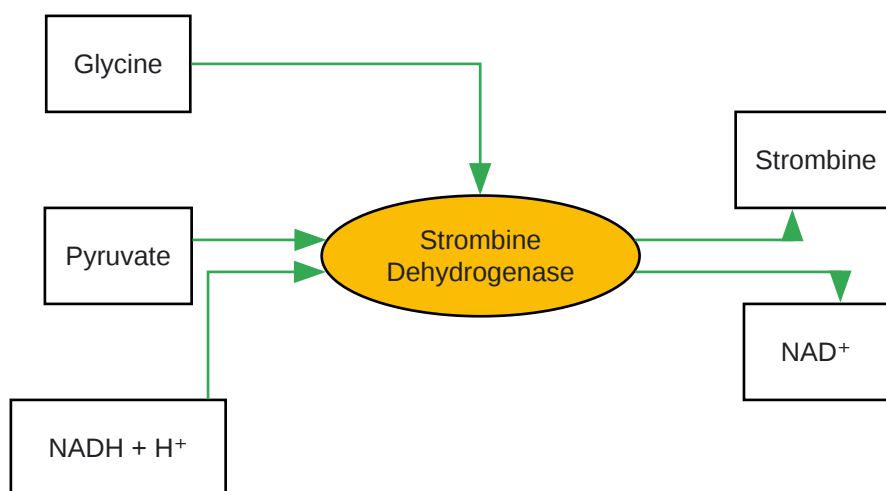 Glycine
Strombine
Pyruvate
Strombine
Dehydrogenase
NAD⁺
NADH + H⁺